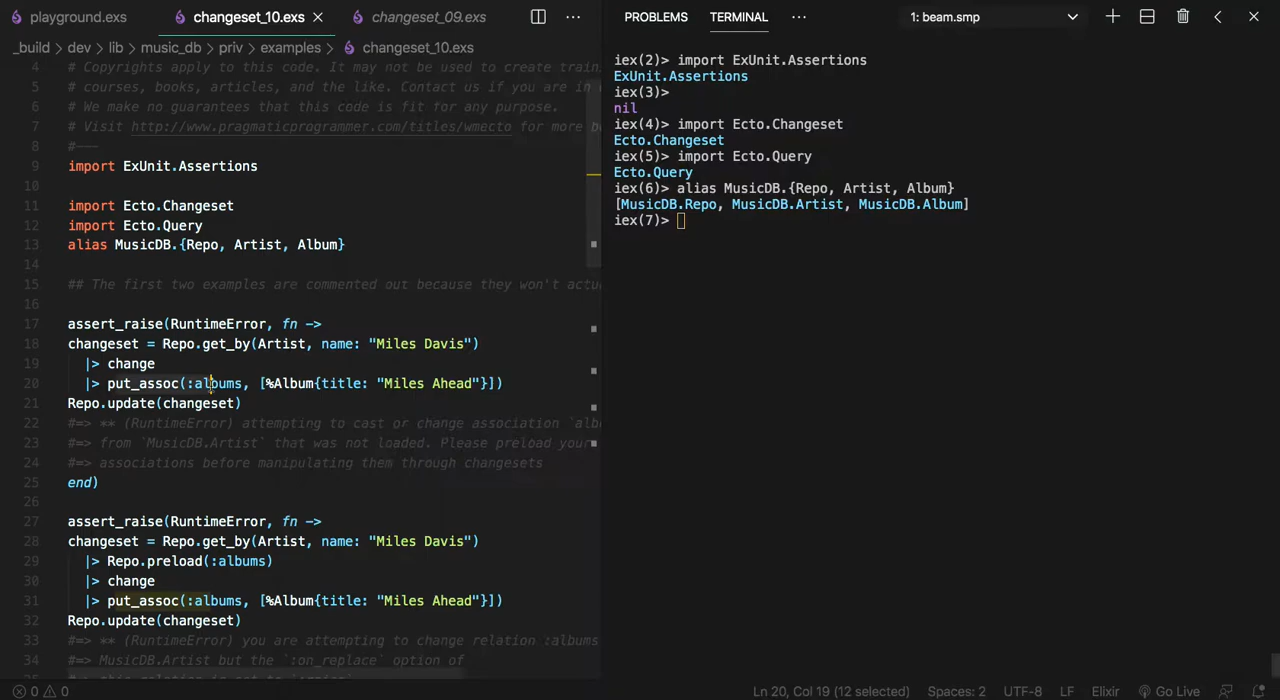 playground.exs changeset_10.exs changeset_09.exs
_build > dev > lib > music_db > priv > examples > changeset_10.exs
4 # Copyrights apply to this code. It may not be used to create
5 # courses, books, articles, and the like. Contact us if you are in
6 # We make no guarantees that this code is fit for any purpose.
7 # Visit http://www.pragmaticprogrammer.com/titles/wmecto for more
8 #---
9 import ExUnit.Assertions
10
11 import Ecto.Changeset
12 import Ecto.Query
13 alias MusicDB.{Repo, Artist, Album}
14
15 ## The first two examples are commented out because they won't
16
17 assert_raise(RuntimeError, fn ->
18 changeset = Repo.get_by(Artist, name: "Miles Davis")
19 |> change
20 |> put_assoc(:albums, [%Album{title: "Miles Ahead"}])
21 Repo.update(changeset)
22 #=> ** (RuntimeError) attempting to cast or change association
23 #=> from `MusicDB.Artist` that was not loaded. Please preload your
24 #=> associations before manipulating them through changesets
25 end)
26
27 assert_raise(RuntimeError, fn ->
28 changeset = Repo.get_by(Artist, name: "Miles Davis")
29 |> Repo.preload(:albums)
30 |> change
31 |> put_assoc(:albums, [%Album{title: "Miles Ahead"}])
32 Repo.update(changeset)
33 #=> ** (RuntimeError) you are attempting to change relation :albums
34 #=> MusicDB.Artist but the `:on_replace` option of
PROBLEMS TERMINAL 1: beam.smp
iex(2)> import ExUnit.Assertions
ExUnit.Assertions
iex(3)>
nil
iex(4)> import Ecto.Changeset
Ecto.Changeset
iex(5)> import Ecto.Query
Ecto.Query
iex(6)> alias MusicDB.{Repo, Artist, Album}
[MusicDB.Repo, MusicDB.Artist, MusicDB.Album]
iex(7)>
0 0 Ln 20, Col 19 (12 selected) Spaces: 2 UTF-8 LF Elixir Go Live